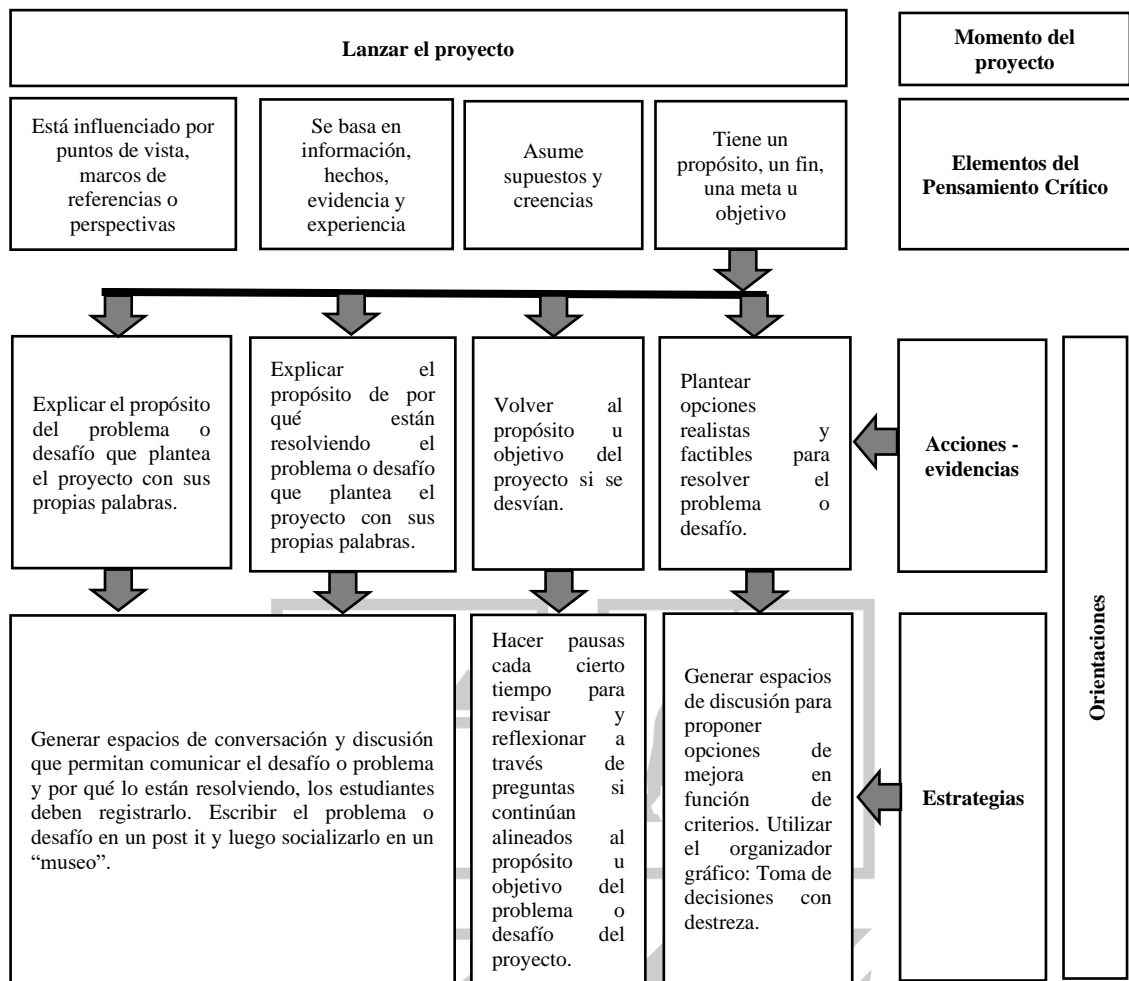 Lanzar el proyecto
Momento del
proyecto
Está influenciado por
puntos de vista,
marcos de
referencias o
perspectivas
Se basa en
información,
hechos,
evidencia y
experiencia
Asume
supuestos y
creencias
Tiene un
propósito, un fin,
una meta u
objetivo
Elementos del
Pensamiento Crítico
Explicar el propósito
del problema o
desafío que plantea
el proyecto con sus
propias palabras.
Explicar el
propósito de por
qué están
resolviendo el
problema o desafío
que plantea el
proyecto con sus
propias palabras.
Volver al
propósito u
objetivo del
proyecto si se
desvían.
Plantear
opciones
realistas y
factibles para
resolver el
problema o
desafío.
Acciones -
evidencias
Orientaciones
Generar espacios de conversación y discusión
que permitan comunicar el desafío o problema
y por qué lo están resolviendo, los estudiantes
deben registrarlo. Escribir el problema o
desafío en un post it y luego socializarlo en un
“museo”.
Hacer pausas
cada cierto
tiempo para
revisar y
reflexionar a
través de
preguntas si
continúan
alineados al
propósito u
objetivo del
problema o
desafío del
proyecto.
Generar espacios
de discusión para
proponer
opciones de
mejora en
función de
criterios. Utilizar
el organizador
gráfico: Toma de
decisiones con
destreza.
Estrategias